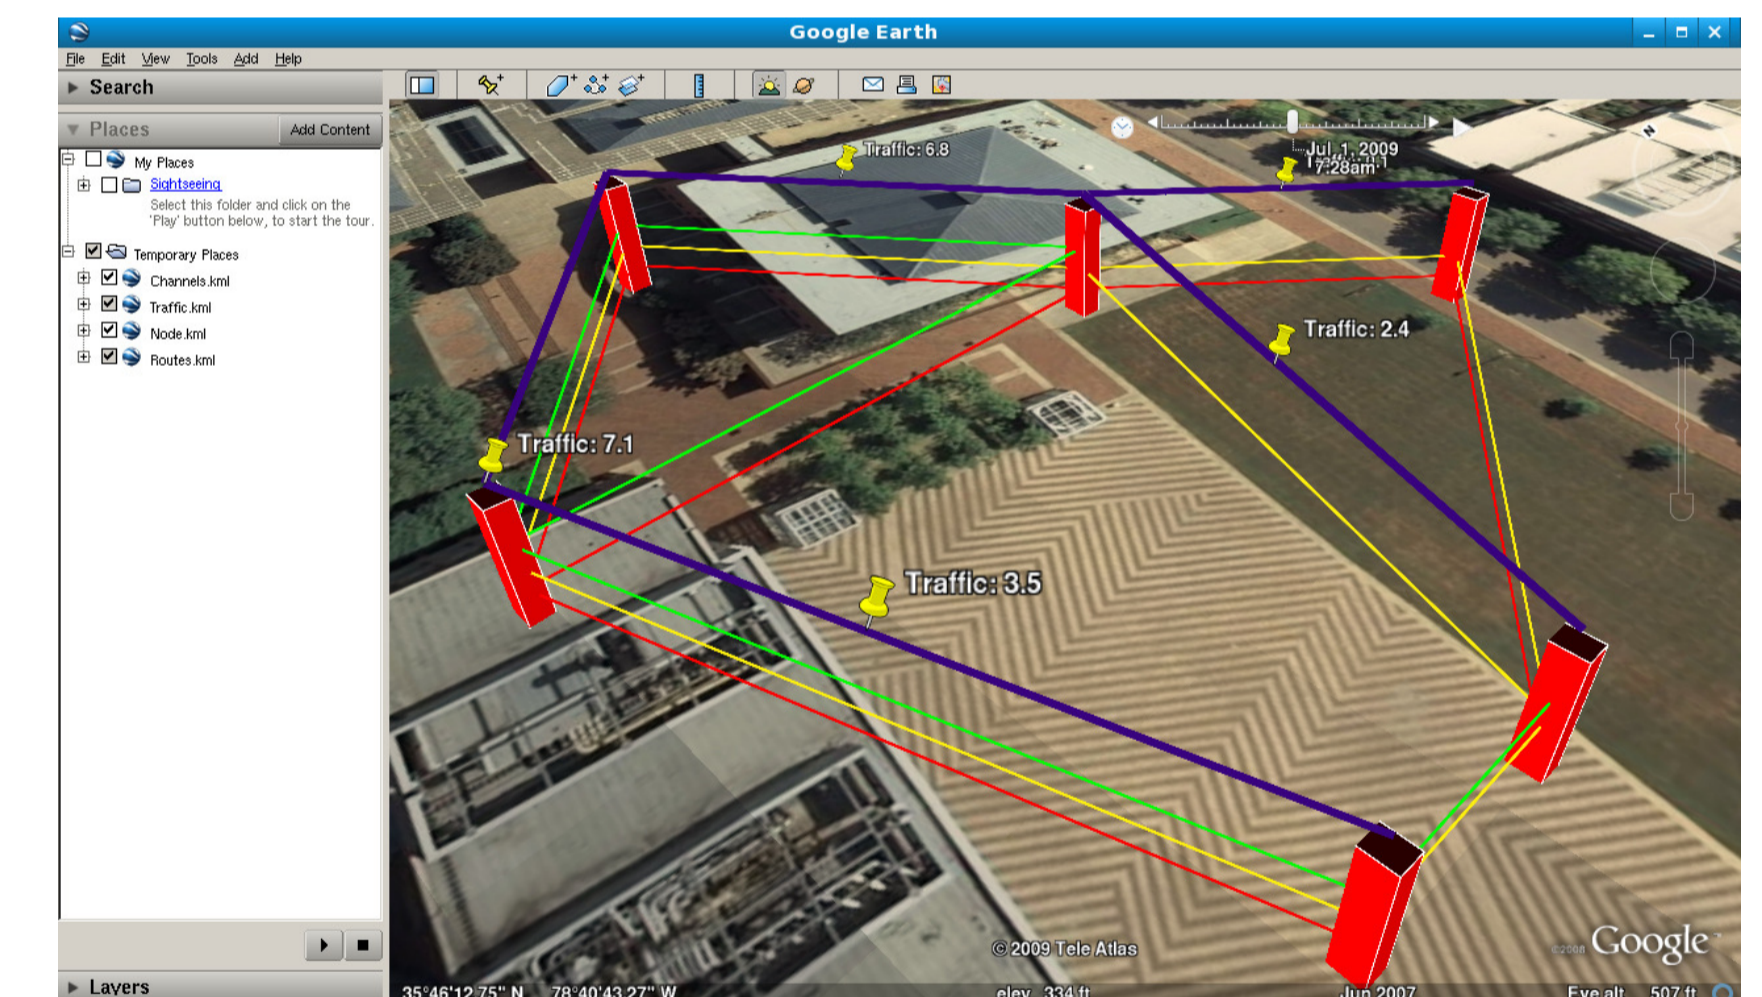 Google Earth
File Edit View Tools Add Help
Search
Places
Add Content
My Places
Sightseeing
Select this folder and click on the
'Play' button below, to start the tour.
Temporary Places
Channels.kml
Traffic.kml
Node.kml
Routes.kml
Layers
Traffic: 6.8
Jul 1, 2009
7:28am
N
Traffic: 2.4
Traffic: 7.1
Traffic: 3.5
© 2009 Tele Atlas
©2008 Google
35°46'12.75" N 78°40'43.27" W elev 334 ft Jun 2007 Eye alt 507 ft